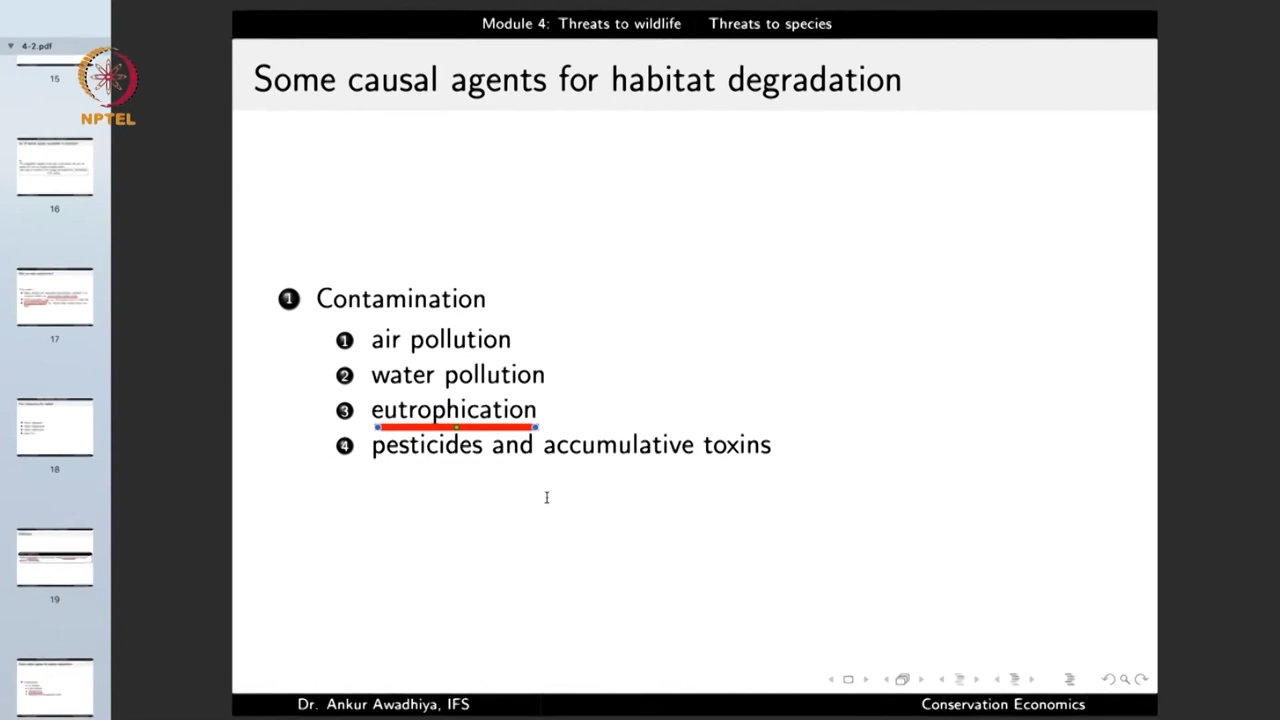 Module 4: Threats to wildlife Threats to species
4-2.pdf
NPTEL
15
16
17
18
19
Some causal agents for habitat degradation
1 Contamination
1 air pollution
2 water pollution
3 eutrophication
4 pesticides and accumulative toxins
Dr. Ankur Awadhiya, IFS Conservation Economics